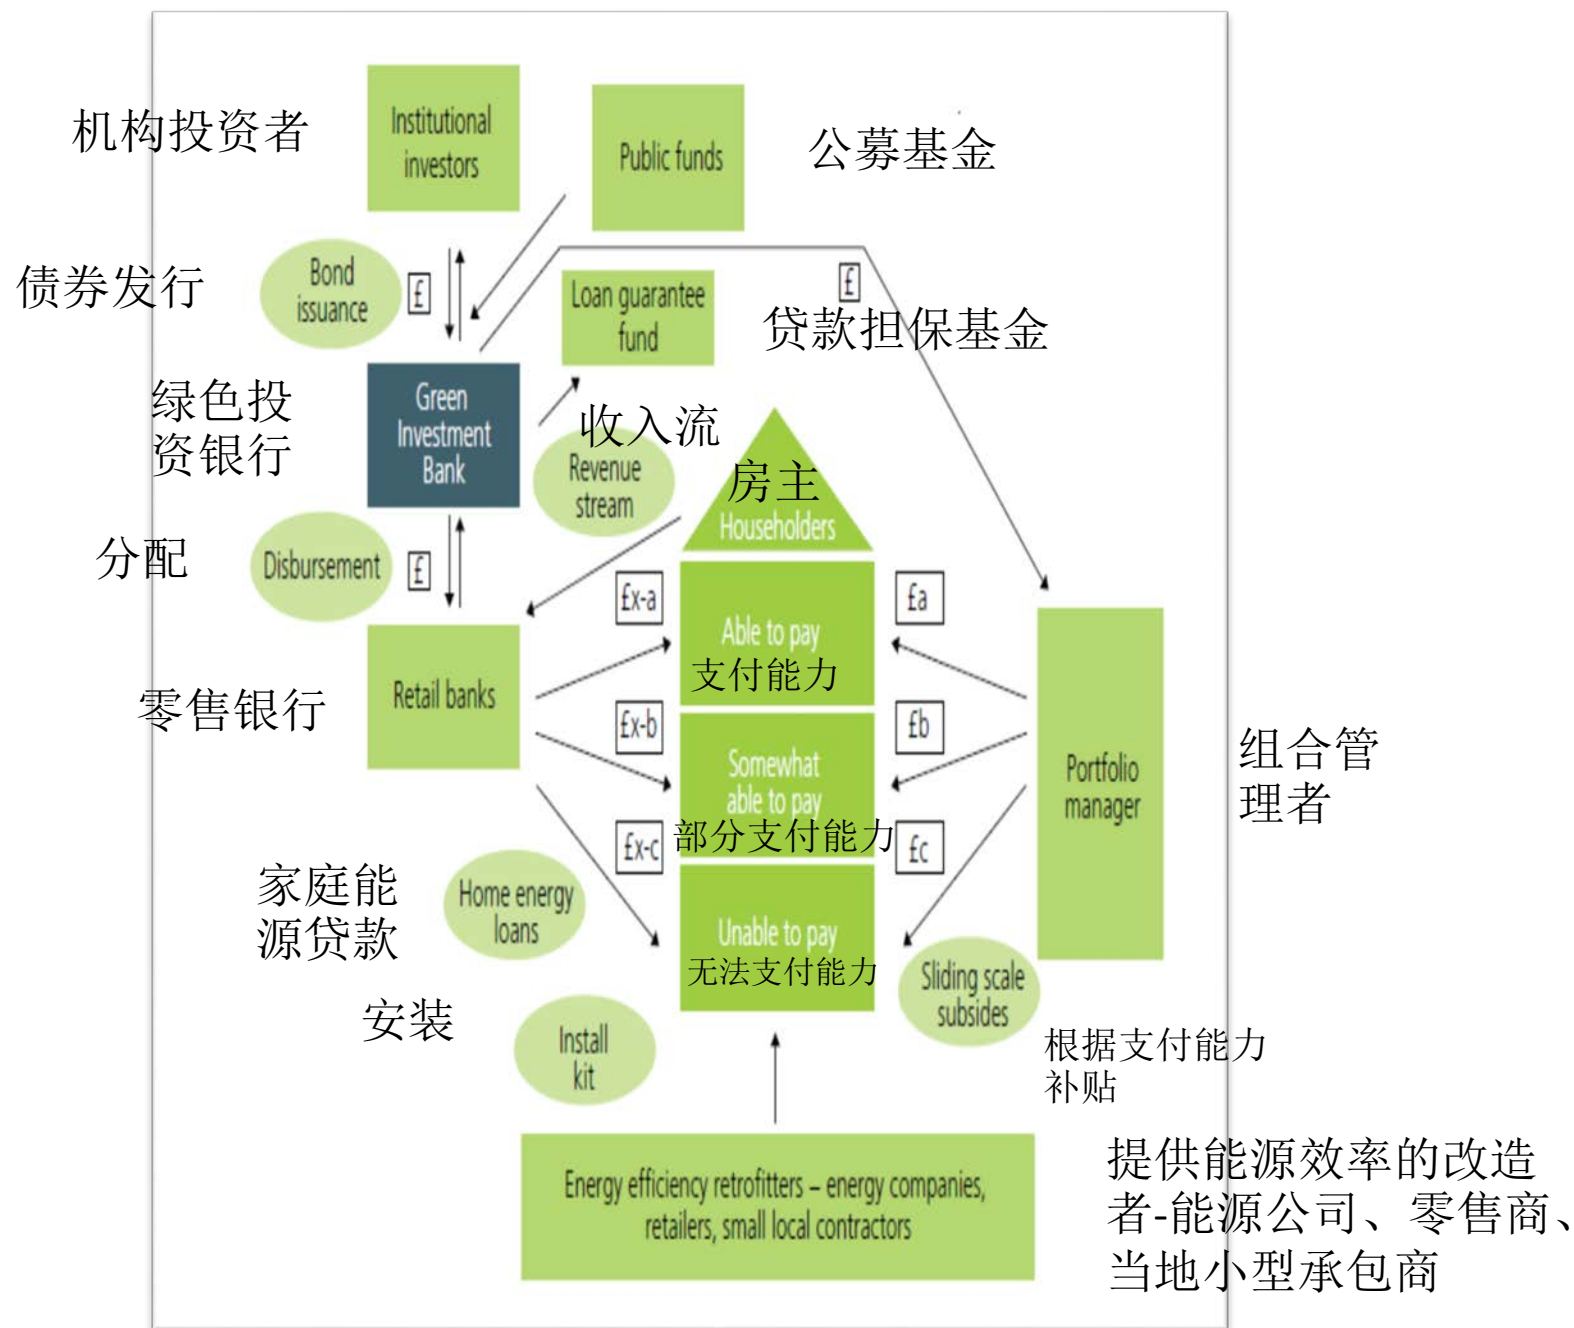 机构投资者
Institutional
investors
Public funds
公募基金
债券发行
Bond
issuance
£
Loan guarantee
fund
£
贷款担保基金
绿色投
资银行
Green
Investment
Bank
收入流
Revenue
stream
房主
Householders
分配
Disbursement
£
£x-a
£a
Able to pay
支付能力
零售银行
Retail banks
£x-b
£b
Somewhat
able to pay
部分支付能力
Portfolio
manager
组合管
理者
£x-c
£c
家庭能
源贷款
Home energy
loans
Unable to pay
无法支付能力
Sliding scale
subsides
根据支付能力
补贴
安装
Install
kit
Energy efficiency retrofitters – energy companies,
retailers, small local contractors
提供能源效率的改造
者-能源公司、零售商、
当地小型承包商